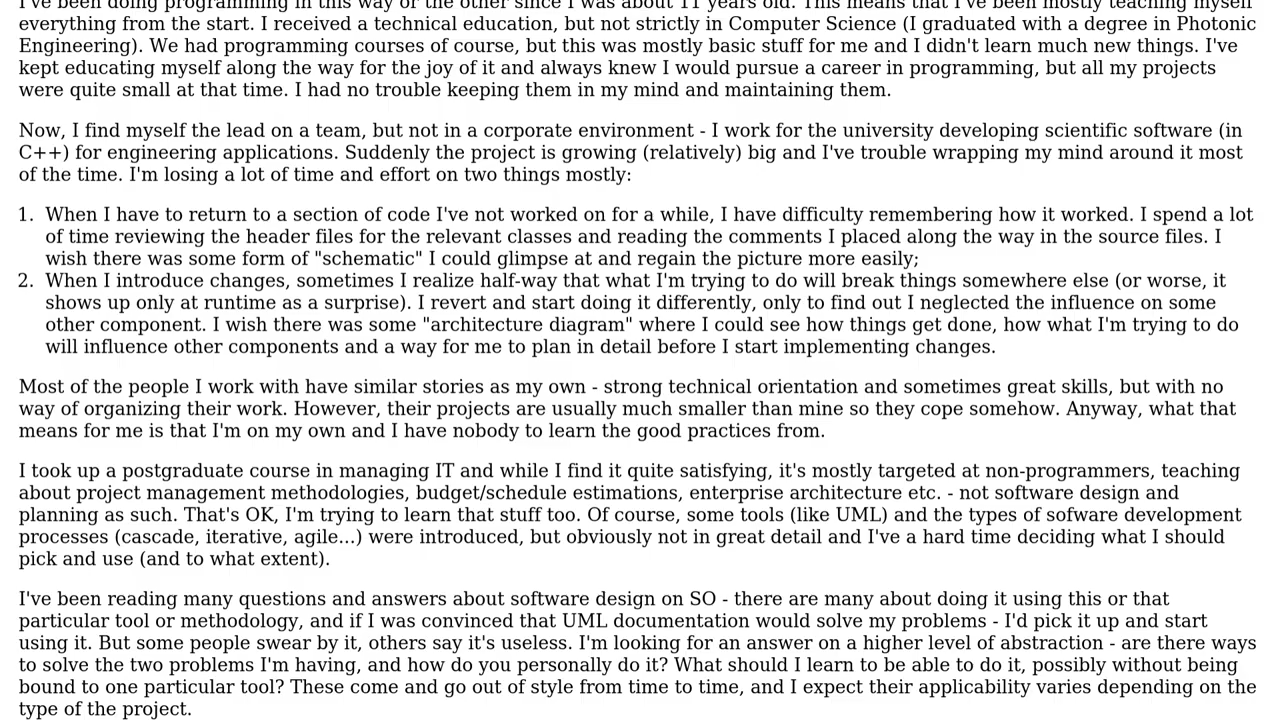 I've been doing programming in this way or the other since I was about 11 years old. This means that I've been mostly teaching myself
everything from the start. I received a technical education, but not strictly in Computer Science (I graduated with a degree in Photonic
Engineering). We had programming courses of course, but this was mostly basic stuff for me and I didn't learn much new things. I've
kept educating myself along the way for the joy of it and always knew I would pursue a career in programming, but all my projects
were quite small at that time. I had no trouble keeping them in my mind and maintaining them.
Now, I find myself the lead on a team, but not in a corporate environment - I work for the university developing scientific software (in
C++) for engineering applications. Suddenly the project is growing (relatively) big and I've trouble wrapping my mind around it most
of the time. I'm losing a lot of time and effort on two things mostly:
1. When I have to return to a section of code I've not worked on for a while, I have difficulty remembering how it worked. I spend a lot
of time reviewing the header files for the relevant classes and reading the comments I placed along the way in the source files. I
wish there was some form of "schematic" I could glimpse at and regain the picture more easily;
2. When I introduce changes, sometimes I realize half-way that what I'm trying to do will break things somewhere else (or worse, it
shows up only at runtime as a surprise). I revert and start doing it differently, only to find out I neglected the influence on some
other component. I wish there was some "architecture diagram" where I could see how things get done, how what I'm trying to do
will influence other components and a way for me to plan in detail before I start implementing changes.
Most of the people I work with have similar stories as my own - strong technical orientation and sometimes great skills, but with no
way of organizing their work. However, their projects are usually much smaller than mine so they cope somehow. Anyway, what that
means for me is that I'm on my own and I have nobody to learn the good practices from.
I took up a postgraduate course in managing IT and while I find it quite satisfying, it's mostly targeted at non-programmers, teaching
about project management methodologies, budget/schedule estimations, enterprise architecture etc. - not software design and
planning as such. That's OK, I'm trying to learn that stuff too. Of course, some tools (like UML) and the types of sofware development
processes (cascade, iterative, agile...) were introduced, but obviously not in great detail and I've a hard time deciding what I should
pick and use (and to what extent).
I've been reading many questions and answers about software design on SO - there are many about doing it using this or that
particular tool or methodology, and if I was convinced that UML documentation would solve my problems - I'd pick it up and start
using it. But some people swear by it, others say it's useless. I'm looking for an answer on a higher level of abstraction - are there ways
to solve the two problems I'm having, and how do you personally do it? What should I learn to be able to do it, possibly without being
bound to one particular tool? These come and go out of style from time to time, and I expect their applicability varies depending on the
type of the project.